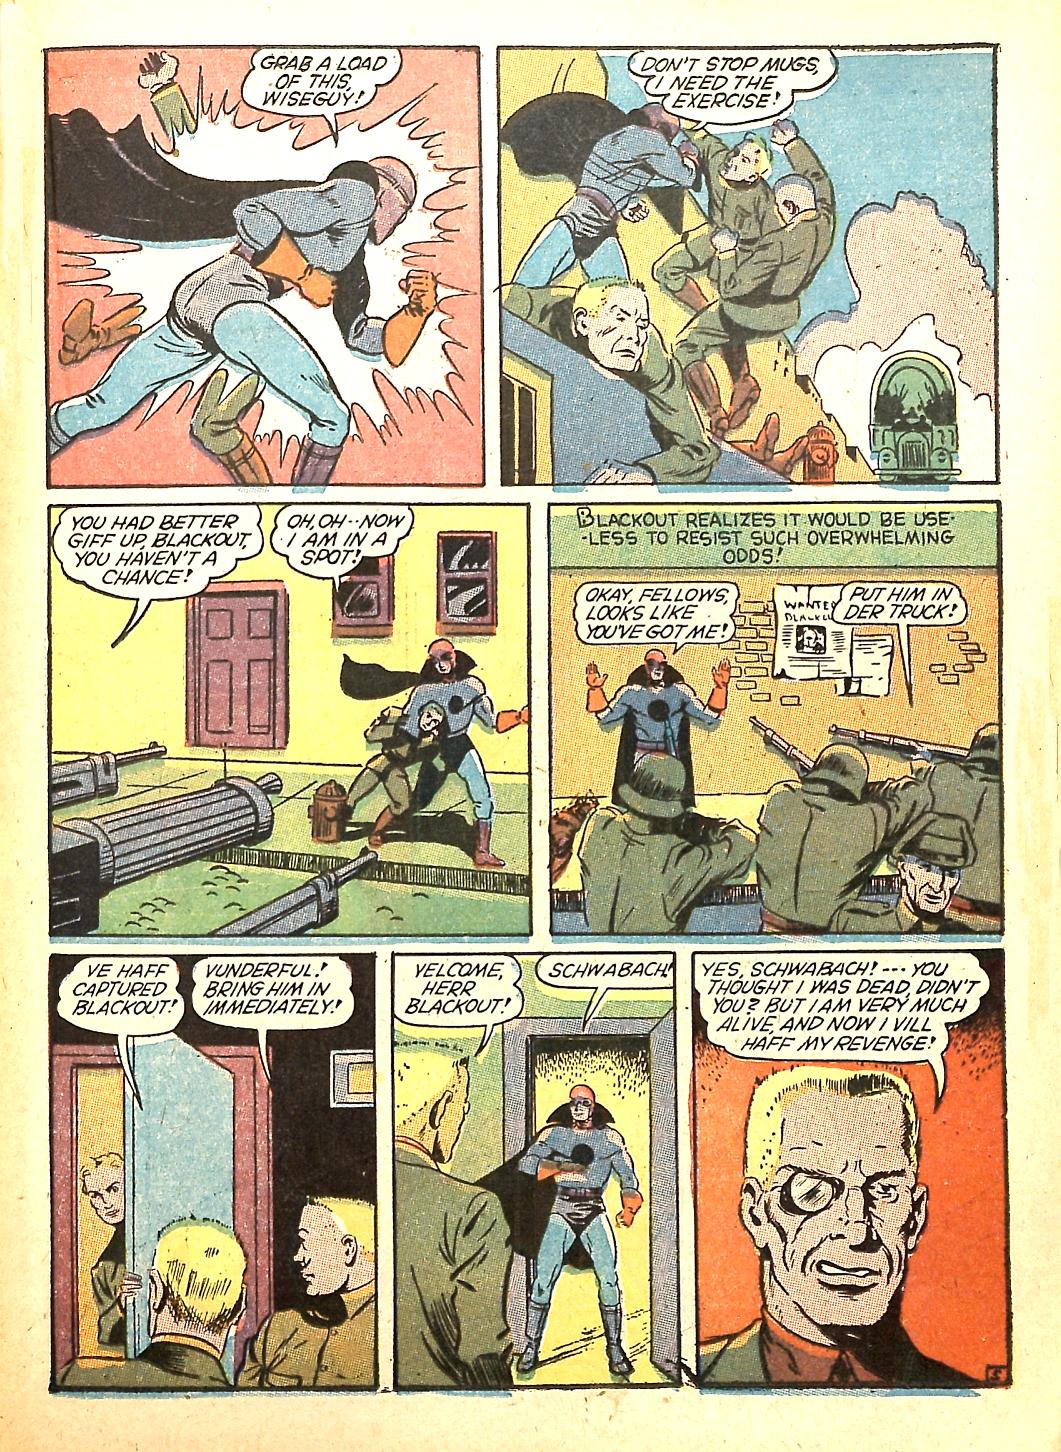 GRAB A LOAD
OF THIS,
WISEGUY!
DON'T STOP MUGS,
I NEED THE
EXERCISE!
YOU HAD BETTER
GIFF UP, BLACKOUT,
YOU HAVEN'T A
CHANCE!
OH, OH--NOW
I AM IN A
SPOT!
BLACKOUT REALIZES IT WOULD BE USE-
-LESS TO RESIST SUCH OVERWHELMING
ODDS!
OKAY, FELLOWS,
LOOKS LIKE
YOU'VE GOT ME!
WANTED
PUT HIM IN
DER TRUCK!
VE HAFF
CAPTURED
BLACKOUT!
VUNDERFUL!
BRING HIM IN
IMMEDIATELY!
VELCOME,
HERR
BLACKOUT!
SCHWABACH!
YES, SCHWABACH! --- YOU
THOUGHT I WAS DEAD, DIDN'T
YOU? BUT I AM VERY MUCH
ALIVE, AND NOW I VILL
HAFF MY REVENGE!
5